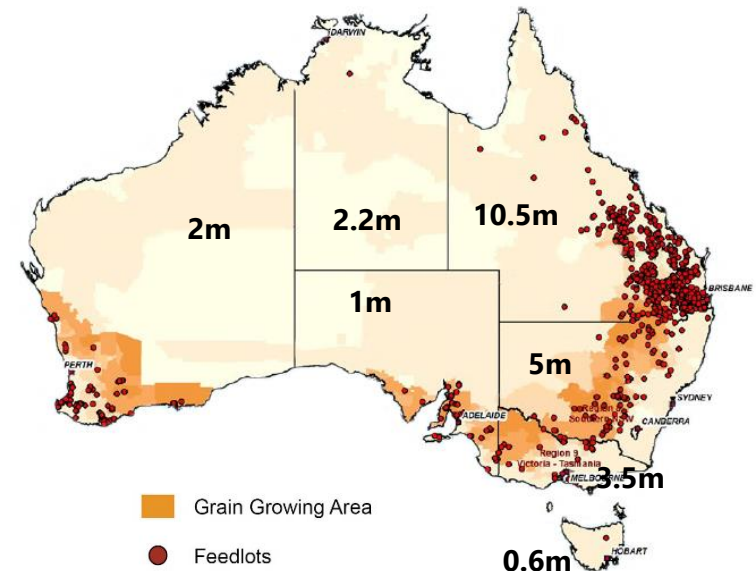 DARWIN
2m
2.2m
10.5m
BRISBANE
1m
5m
PERTH
SYDNEY
ADELAIDE
CANBERRA
Region 9
Victoria - Tasmania
MELBOURNE
3.5m
Grain Growing Area
Feedlots
0.6m
HOBART